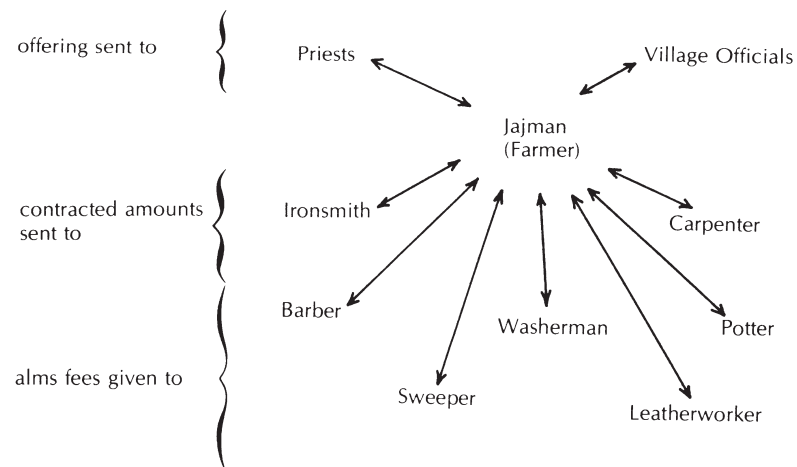 offering sent to
Priests
Village Officials
Jajman
(Farmer)
contracted amounts
sent to
Ironsmith
Carpenter
Barber
Washerman
Potter
alms fees given to
Sweeper
Leatherworker